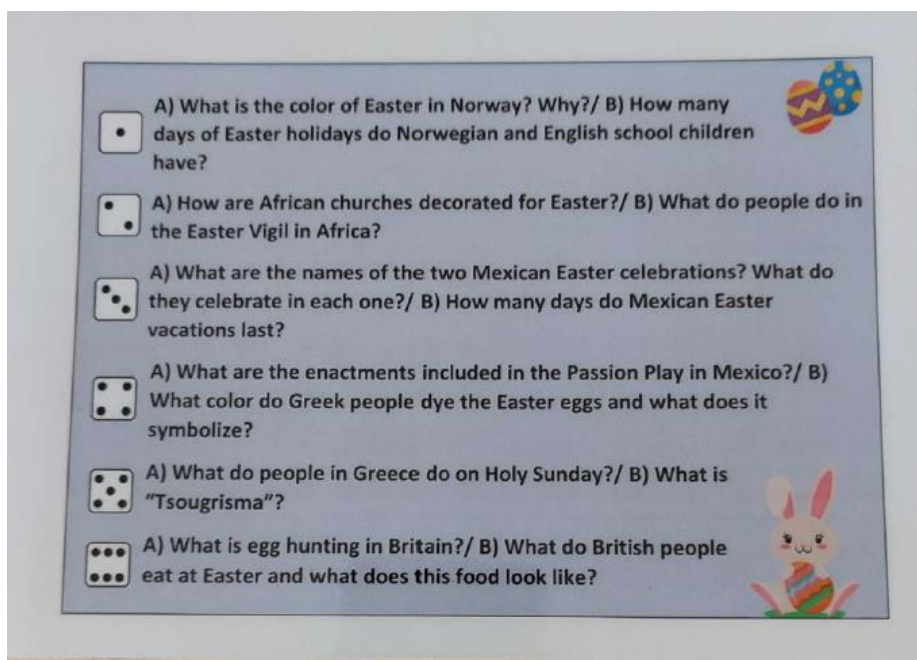 A) What is the color of Easter in Norway? Why?/ B) How many
days of Easter holidays do Norwegian and English school children
have?
A) How are African churches decorated for Easter?/ B) What do people do in
the Easter Vigil in Africa?
A) What are the names of the two Mexican Easter celebrations? What do
they celebrate in each one?/ B) How many days do Mexican Easter
vacations last?
A) What are the enactments included in the Passion Play in Mexico?/ B)
What color do Greek people dye the Easter eggs and what does it
symbolize?
A) What do people in Greece do on Holy Sunday?/ B) What is
"Tsougrisma"?
A) What is egg hunting in Britain?/ B) What do British people
eat at Easter and what does this food look like?